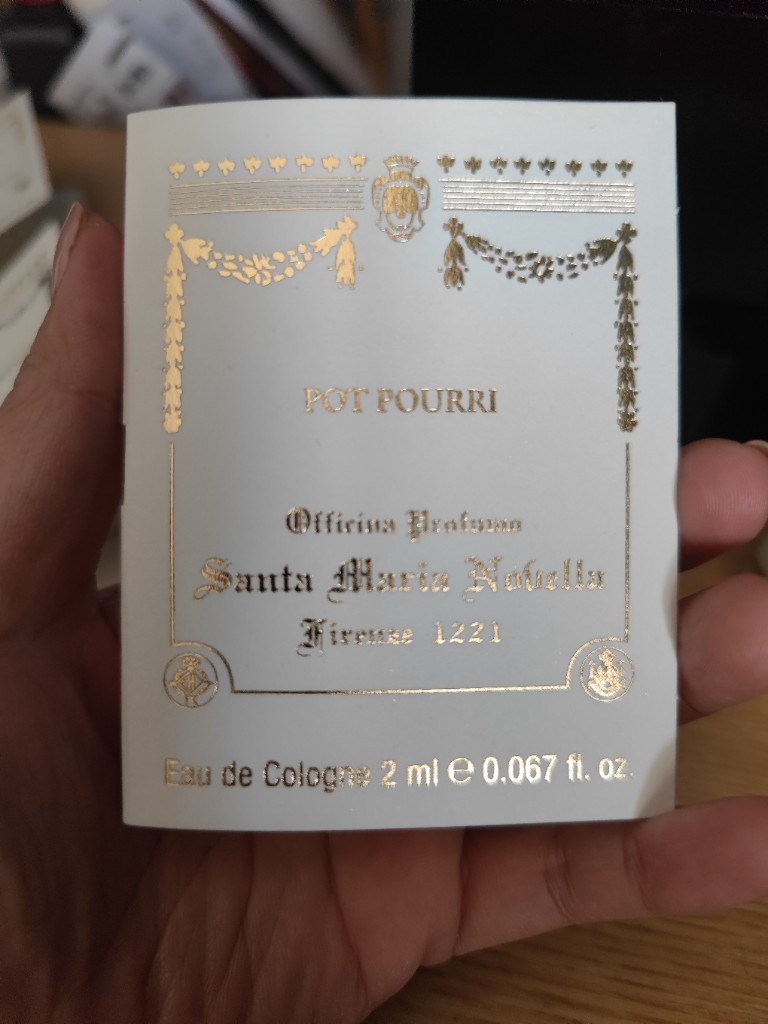 POT POURRI
Officina Profumo
Santa Maria Novella
Firenze 1221
Eau de Cologne 2 ml ℮ 0.067 fl. oz.